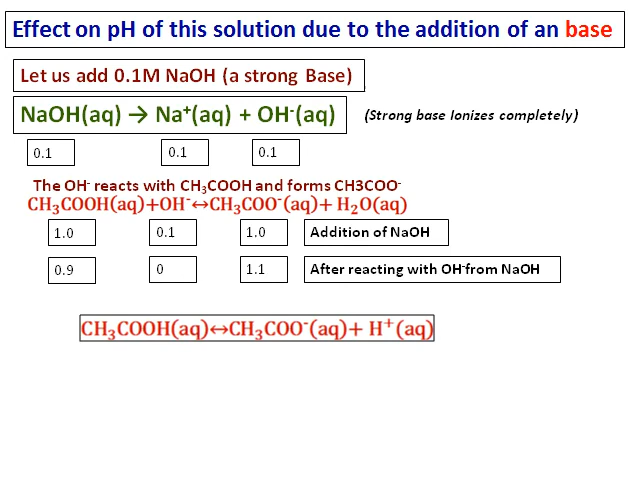 Effect on pH of this solution due to the addition of an base
Let us add 0.1M NaOH (a strong Base)
NaOH(aq) → Na⁺(aq) + OH⁻(aq) (Strong base Ionizes completely)
0.1 0.1 0.1
The OH⁻ reacts with CH₃COOH and forms CH3COO⁻
CH₃COOH(aq)+OH⁻↔CH₃COO⁻(aq)+ H₂O(aq)
1.0 0.1 1.0 Addition of NaOH
0.9 0 1.1 After reacting with OH⁻from NaOH
CH₃COOH(aq)↔CH₃COO⁻(aq)+ H⁺(aq)